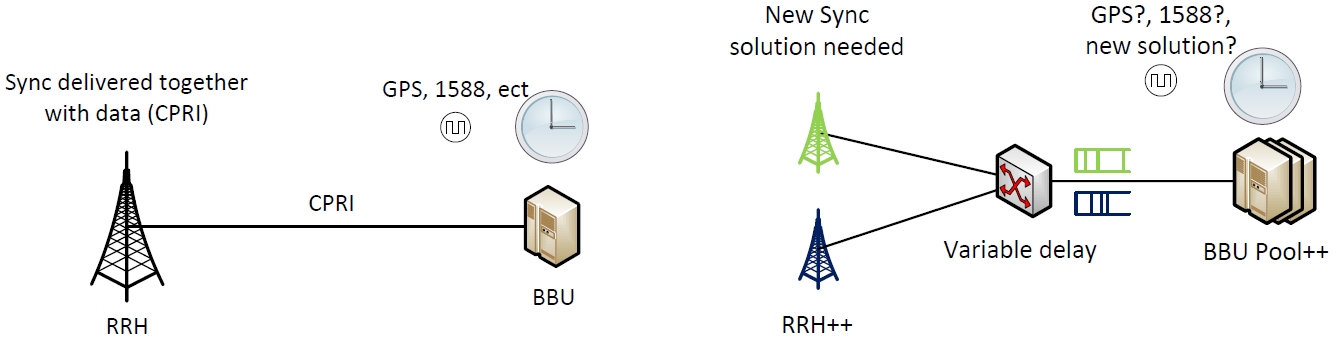 Sync delivered together
with data (CPRI)
GPS, 1588, ect
CPRI
RRH
BBU
New Sync
solution needed
GPS?, 1588?,
new solution?
Variable delay
BBU Pool++
RRH++